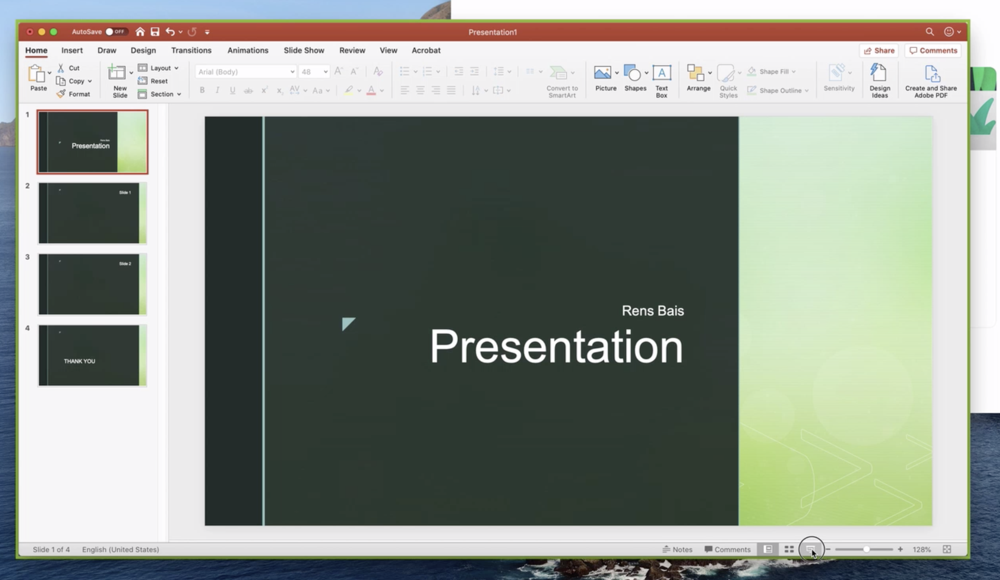 AutoSave OFF
Presentation1
Home Insert Draw Design Transitions Animations Slide Show Review View Acrobat Share Comments
Paste
Cut
Copy
Format
New
Slide
Layout
Reset
Section
Arial (Body) 48
B I U ab x² x₂ AV Aa A
Convert to
SmartArt
Picture
Shapes
Text
Box
Arrange
Quick
Styles
Shape Fill
Shape Outline
Sensitivity
Design
Ideas
Create and Share
Adobe PDF
1
Rens Bais
Presentation
2
Slide 1
3
Slide 2
4
THANK YOU
Rens Bais
Presentation
Slide 1 of 4 English (United States) Notes Comments 128%